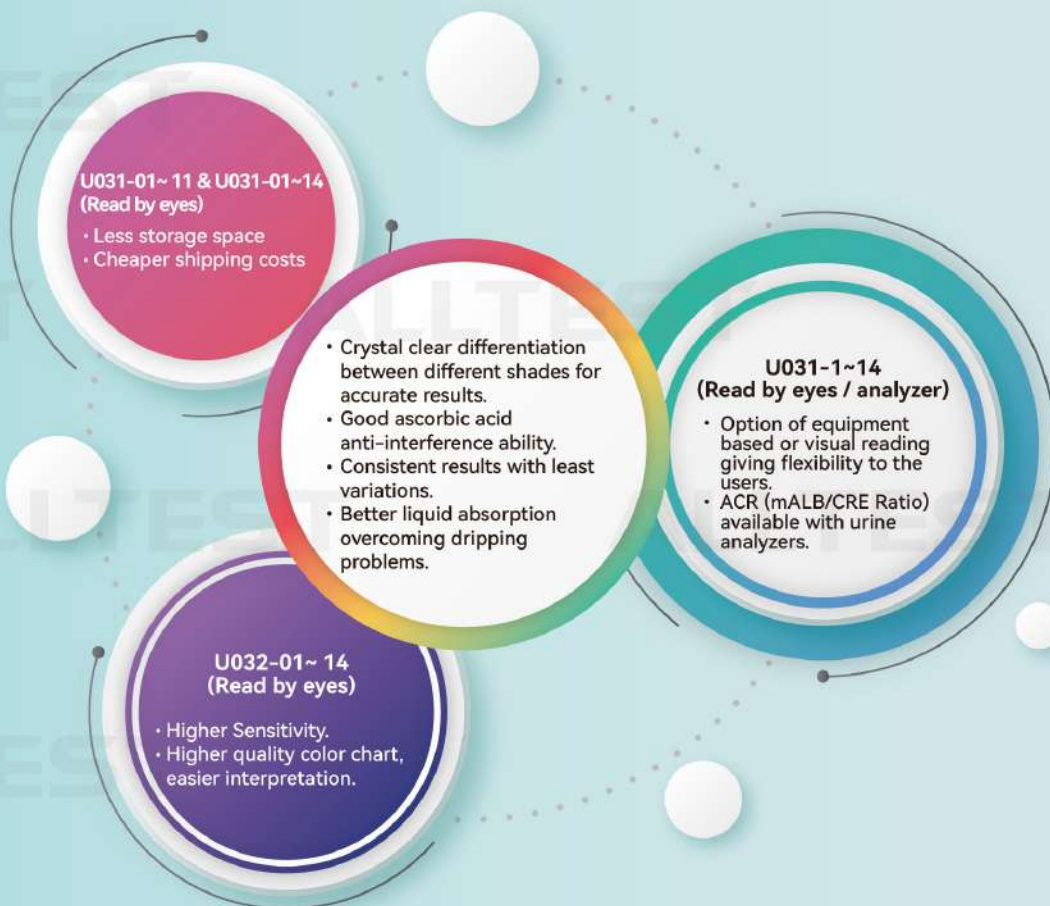 U031-01~ 11 & U031-01~14
(Read by eyes)
· Less storage space
· Cheaper shipping costs
• Crystal clear differentiation
between different shades for
accurate results.
• Good ascorbic acid
anti-interference ability.
• Consistent results with least
variations.
• Better liquid absorption
overcoming dripping
problems.
U031-1~14
(Read by eyes / analyzer)
• Option of equipment
based or visual reading
giving flexibility to the
users.
• ACR (mALB/CRE Ratio)
available with urine
analyzers.
U032-01~ 14
(Read by eyes)
· Higher Sensitivity.
· Higher quality color chart,
easier interpretation.
ALLTEST